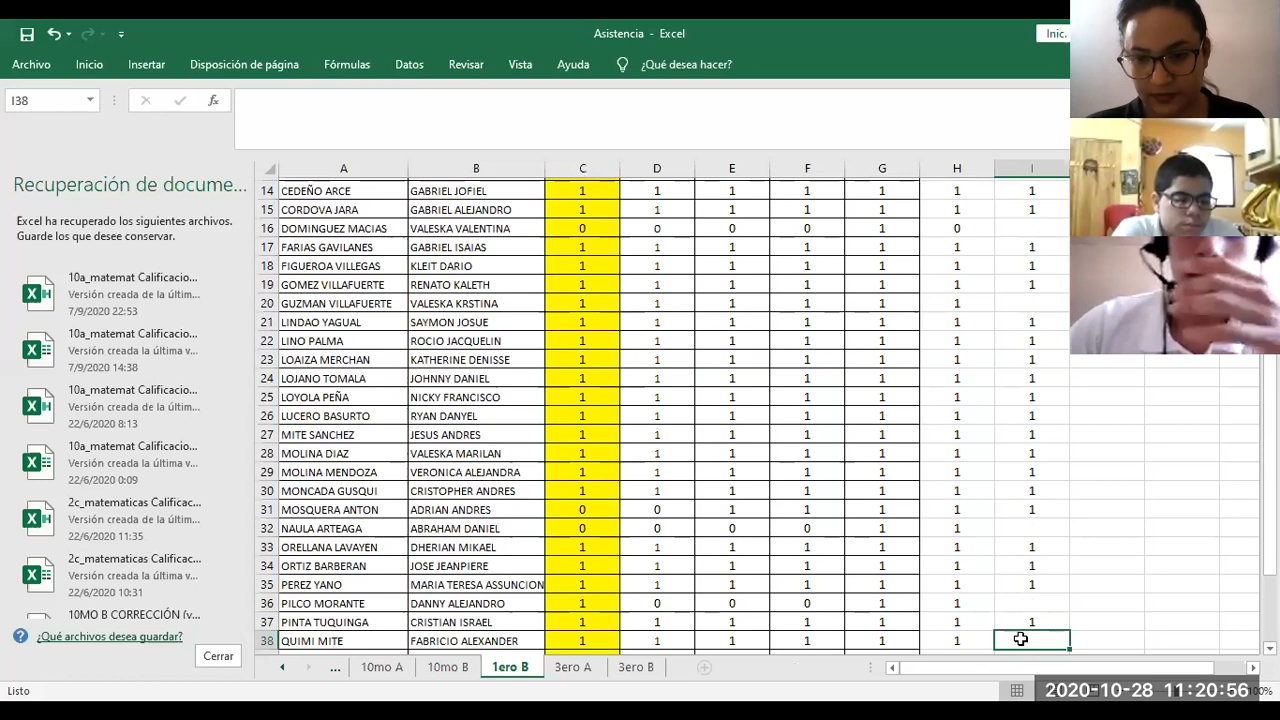 Asistencia - Excel
Inic.
Archivo Inicio Insertar Disposición de página Fórmulas Datos Revisar Vista Ayuda ¿Qué desea hacer?
I38
fx
Recuperación de docume...
Excel ha recuperado los siguientes archivos.
Guarde los que desee conservar.
10a_matemat Calificacio...
Versión creada de la últim...
7/9/2020 22:53
10a_matemat Calificacio...
Versión creada la última v...
7/9/2020 14:38
10a_matemat Calificacio...
Versión creada de la últim...
22/6/2020 8:13
10a_matemat Calificacio...
Versión creada la última v...
22/6/2020 0:09
2c_matematicas Calificac...
Versión creada de la últim...
22/6/2020 11:35
2c_matematicas Calificac...
Versión creada la última v...
22/6/2020 10:31
10MO B CORRECCIÓN (v...
¿Qué archivos desea guardar?
Cerrar
A B C D E F G H I
14 CEDEÑO ARCE GABRIEL JOFIEL 1 1 1 1 1 1 1
15 CORDOVA JARA GABRIEL ALEJANDRO 1 1 1 1 1 1 1
16 DOMINGUEZ MACIAS VALESKA VALENTINA 0 0 0 0 1 0
17 FARIAS GAVILANES GABRIEL ISAIAS 1 1 1 1 1 1 1
18 FIGUEROA VILLEGAS KLEIT DARIO 1 1 1 1 1 1 1
19 GOMEZ VILLAFUERTE RENATO KALETH 1 1 1 1 1 1 1
20 GUZMAN VILLAFUERTE VALESKA KRSTINA 1 1 1 1 1 1
21 LINDAO YAGUAL SAYMON JOSUE 1 1 1 1 1 1 1
22 LINO PALMA ROCIO JACQUELIN 1 1 1 1 1 1 1
23 LOAIZA MERCHAN KATHERINE DENISSE 1 1 1 1 1 1 1
24 LOJANO TOMALA JOHNNY DANIEL 1 1 1 1 1 1 1
25 LOYOLA PEÑA NICKY FRANCISCO 1 1 1 1 1 1 1
26 LUCERO BASURTO RYAN DANYEL 1 1 1 1 1 1 1
27 MITE SANCHEZ JESUS ANDRES 1 1 1 1 1 1 1
28 MOLINA DIAZ VALESKA MARILAN 1 1 1 1 1 1 1
29 MOLINA MENDOZA VERONICA ALEJANDRA 1 1 1 1 1 1 1
30 MONCADA GUSQUI CRISTOPHER ANDRES 1 1 1 1 1 1 1
31 MOSQUERA ANTON ADRIAN ANDRES 0 0 1 1 1 1 1
32 NAULA ARTEAGA ABRAHAM DANIEL 0 0 0 0 1 1
33 ORELLANA LAVAYEN DHERIAN MIKAEL 1 1 1 1 1 1 1
34 ORTIZ BARBERAN JOSE JEANPIERE 1 1 1 1 1 1 1
35 PEREZ YANO MARIA TERESA ASSUNCION 1 1 1 1 1 1 1
36 PILCO MORANTE DANNY ALEJANDRO 1 0 0 0 1 1
37 PINTA TUQUINGA CRISTIAN ISRAEL 1 1 1 1 1 1 1
38 QUIMI MITE FABRICIO ALEXANDER 1 1 1 1 1 1
... 10mo A 10mo B 1ero B 3ero A 3ero B
Listo
2020-10-28 11:20:56
100%